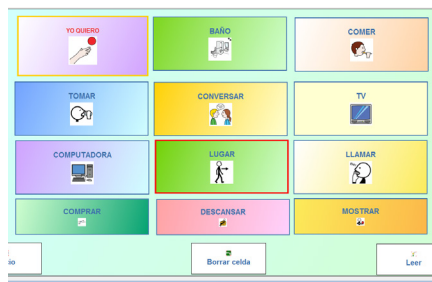 YO QUIERO
BAÑO
COMER
TOMAR
CONVERSAR
TV
COMPUTADORA
LUGAR
LLAMAR
COMPRAR
DESCANSAR
MOSTRAR
Borrar celda
Leer